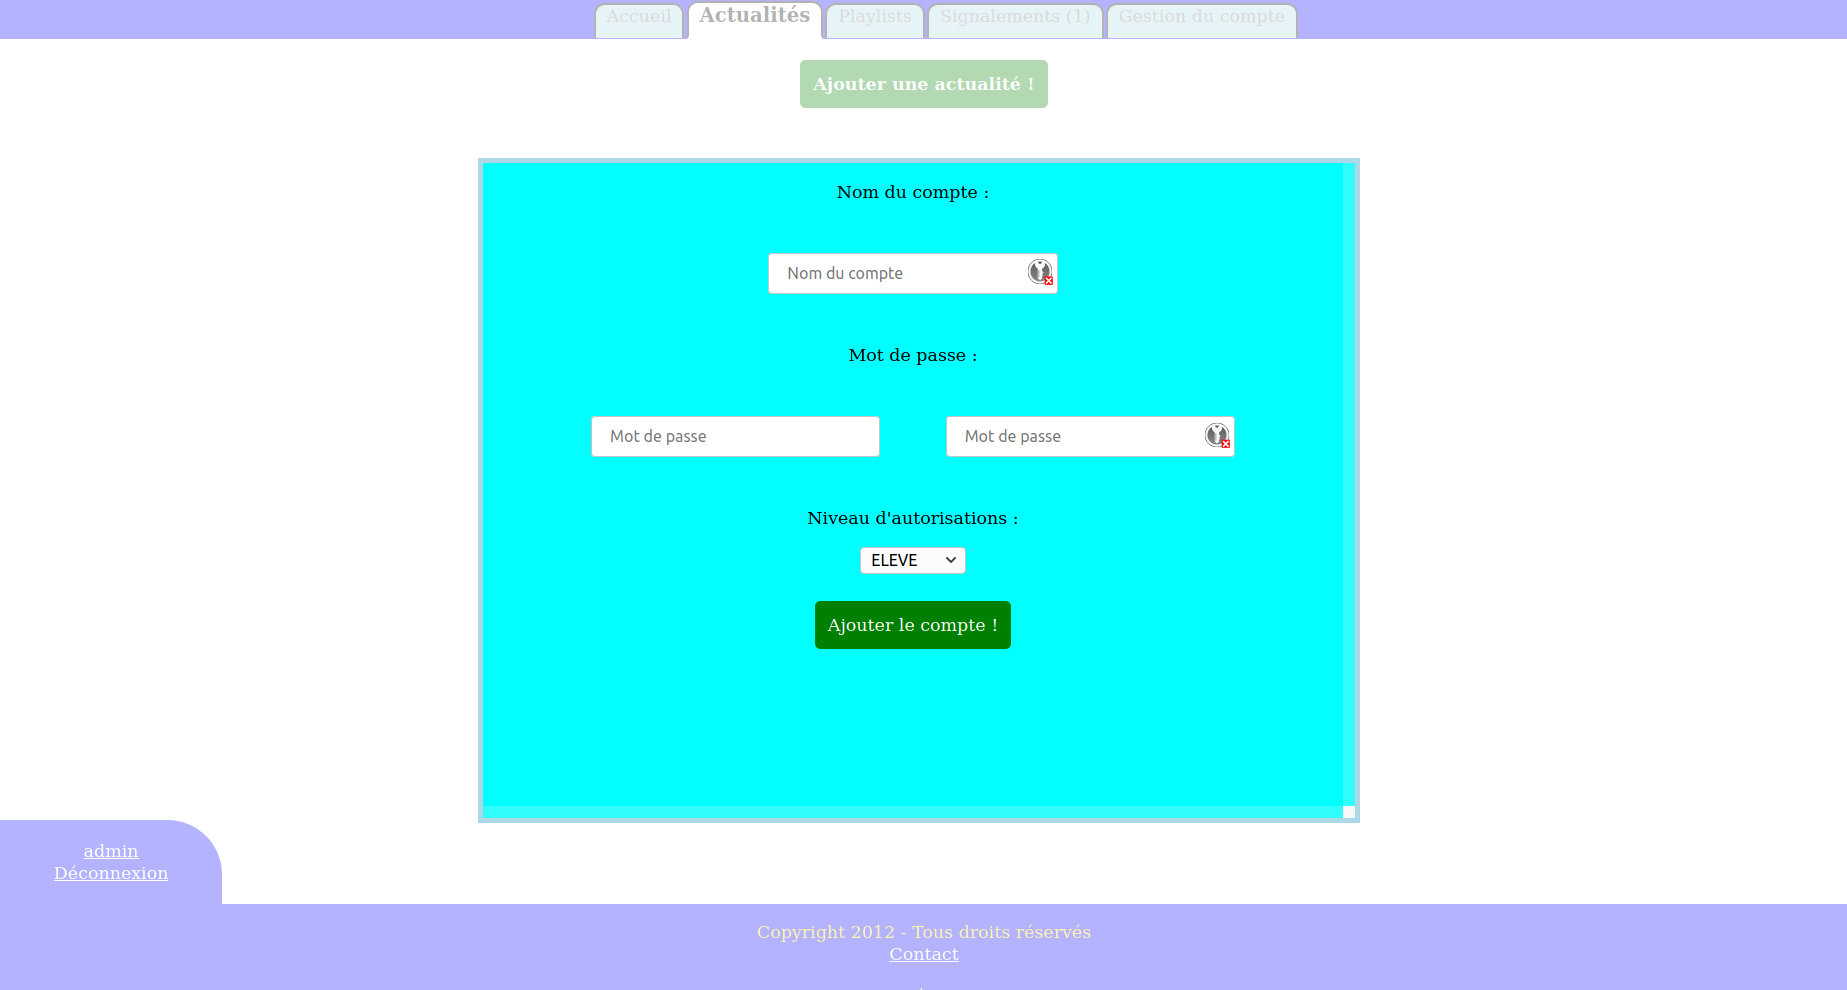 Accueil Actualités Playlists Signalements (1) Gestion du compte
Ajouter une actualité !
Nom du compte :
Nom du compte
Mot de passe :
Mot de passe Mot de passe
Niveau d'autorisations :
ELEVE
Ajouter le compte !
admin
Déconnexion
Copyright 2012 - Tous droits réservés
Contact